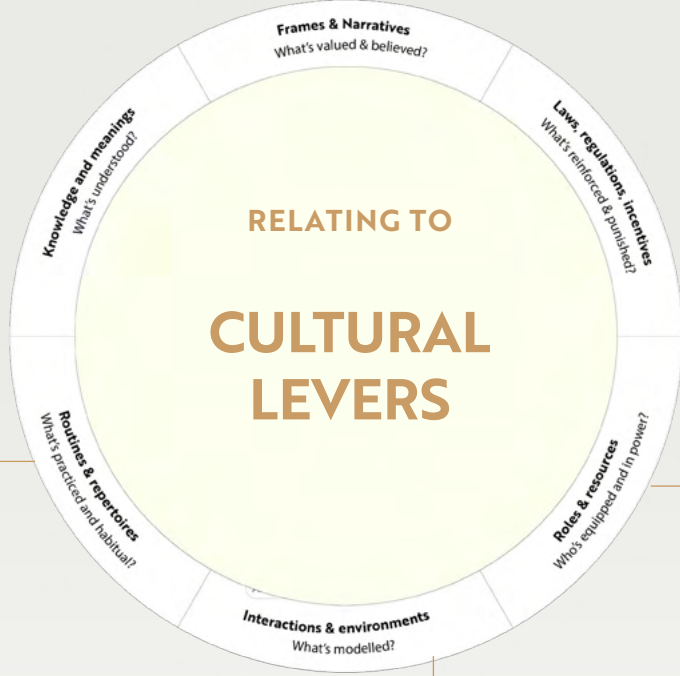 Frames & Narratives
What's valued & believed?
Laws, regulations, incentives
What's reinforced & punished?
Roles & resources
Who's equipped and in power?
Interactions & environments
What's modelled?
Routines & repertoires
What's practiced and habitual?
Knowledge and meanings
What's understood?
RELATING TO
CULTURAL
LEVERS